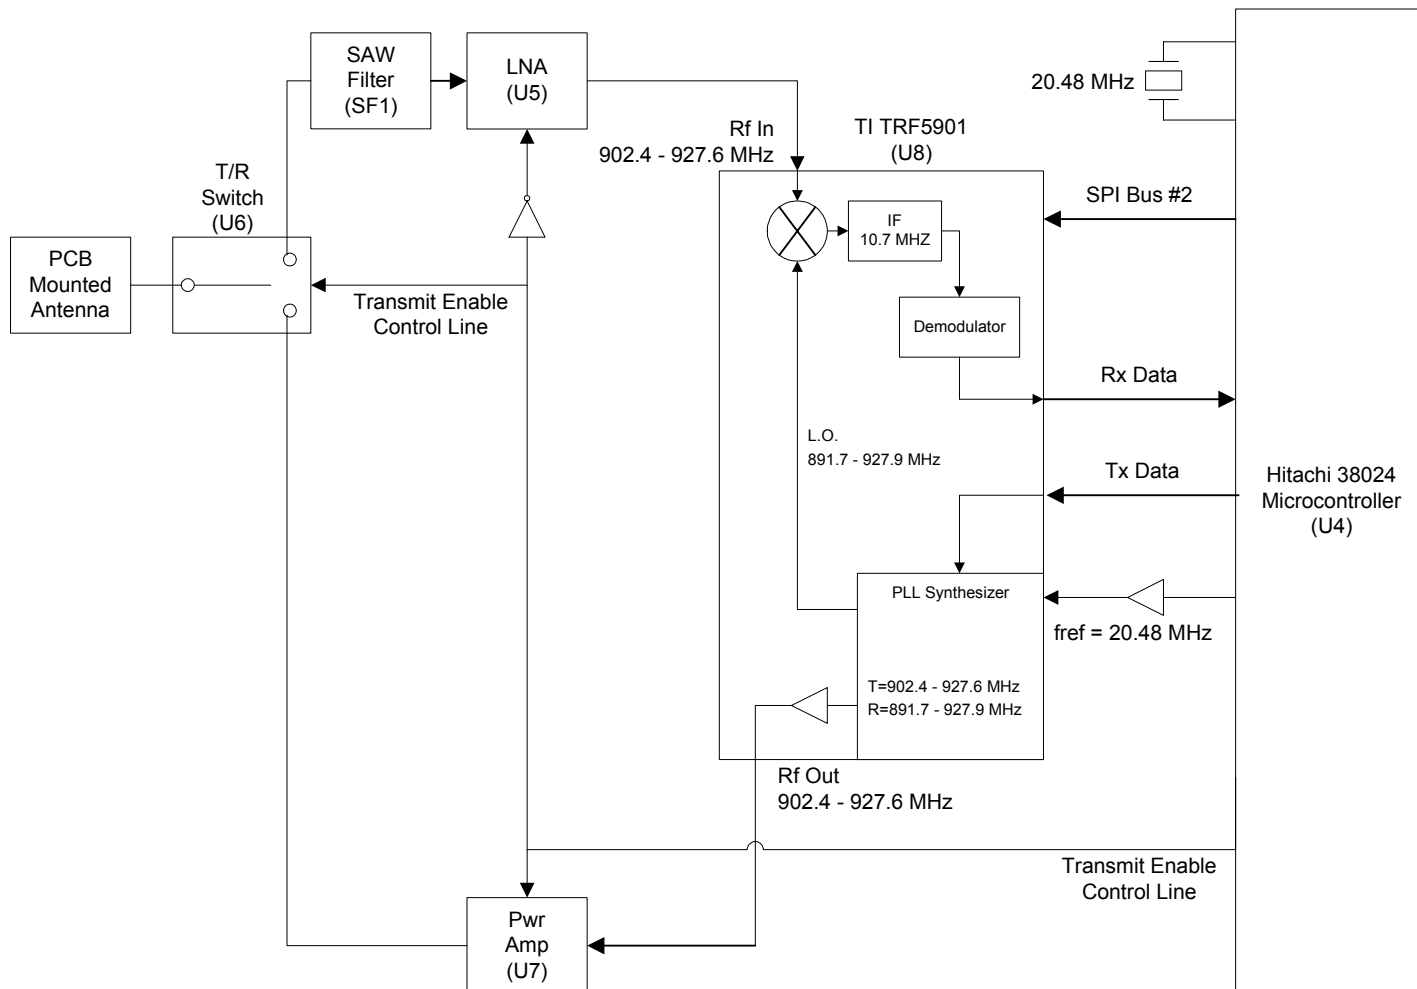 SAW
Filter
(SF1)
LNA
(U5)
20.48 MHz
Rf In
902.4 - 927.6 MHz
TI TRF5901
(U8)
T/R
Switch
(U6)
SPI Bus #2
IF
10.7 MHZ
PCB
Mounted
Antenna
Transmit Enable
Control Line
Demodulator
Rx Data
L.O.
891.7 - 927.9 MHz
Tx Data
Hitachi 38024
Microcontroller
(U4)
PLL Synthesizer
fref = 20.48 MHz
T=902.4 - 927.6 MHz
R=891.7 - 927.9 MHz
Rf Out
902.4 - 927.6 MHz
Transmit Enable
Control Line
Pwr
Amp
(U7)